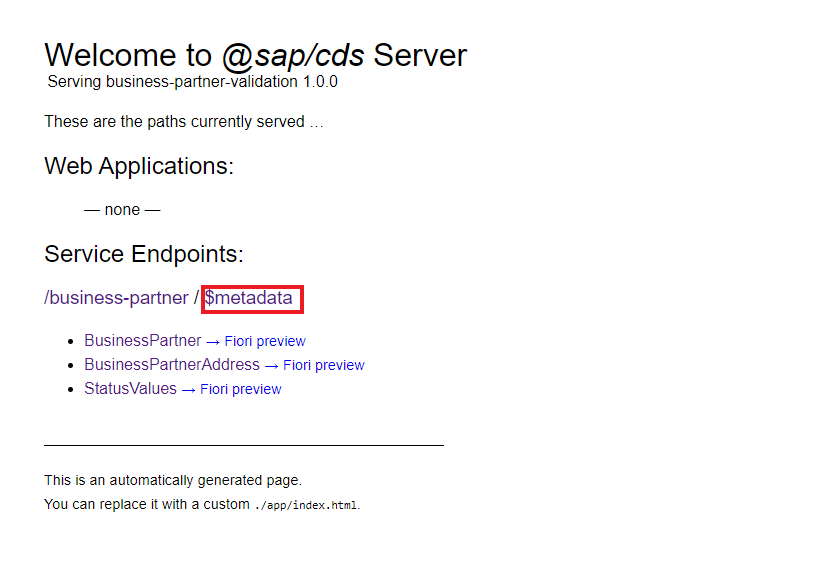 Welcome to @sap/cds Server
Serving business-partner-validation 1.0.0
These are the paths currently served …
Web Applications:
— none —
Service Endpoints:
/business-partner / $metadata
BusinessPartner → Fiori preview
BusinessPartnerAddress → Fiori preview
StatusValues → Fiori preview
This is an automatically generated page.
You can replace it with a custom ./app/index.html.